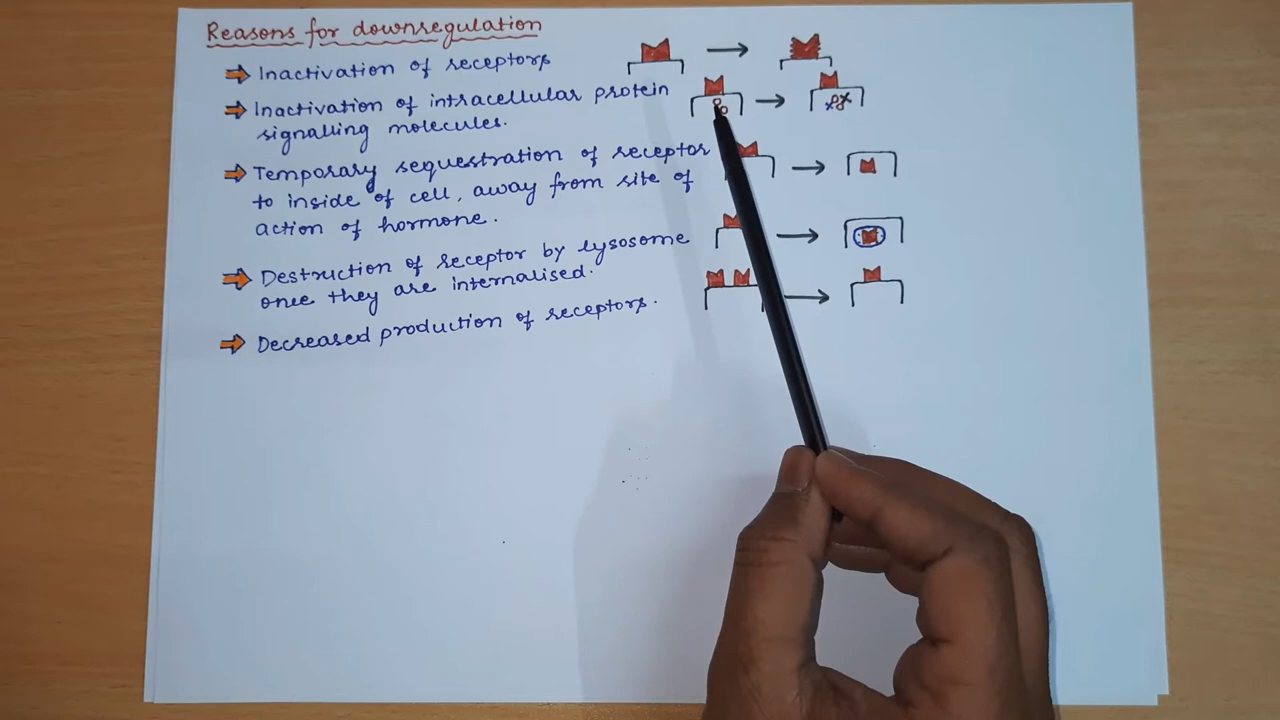 Reasons for downregulation
Inactivation of receptors
Inactivation of intracellular protein
signalling molecules.
Temporary sequestration of receptor
to inside of cell, away from site of
action of hormone.
Destruction of receptor by lysosome
once they are internalised.
Decreased production of receptors.